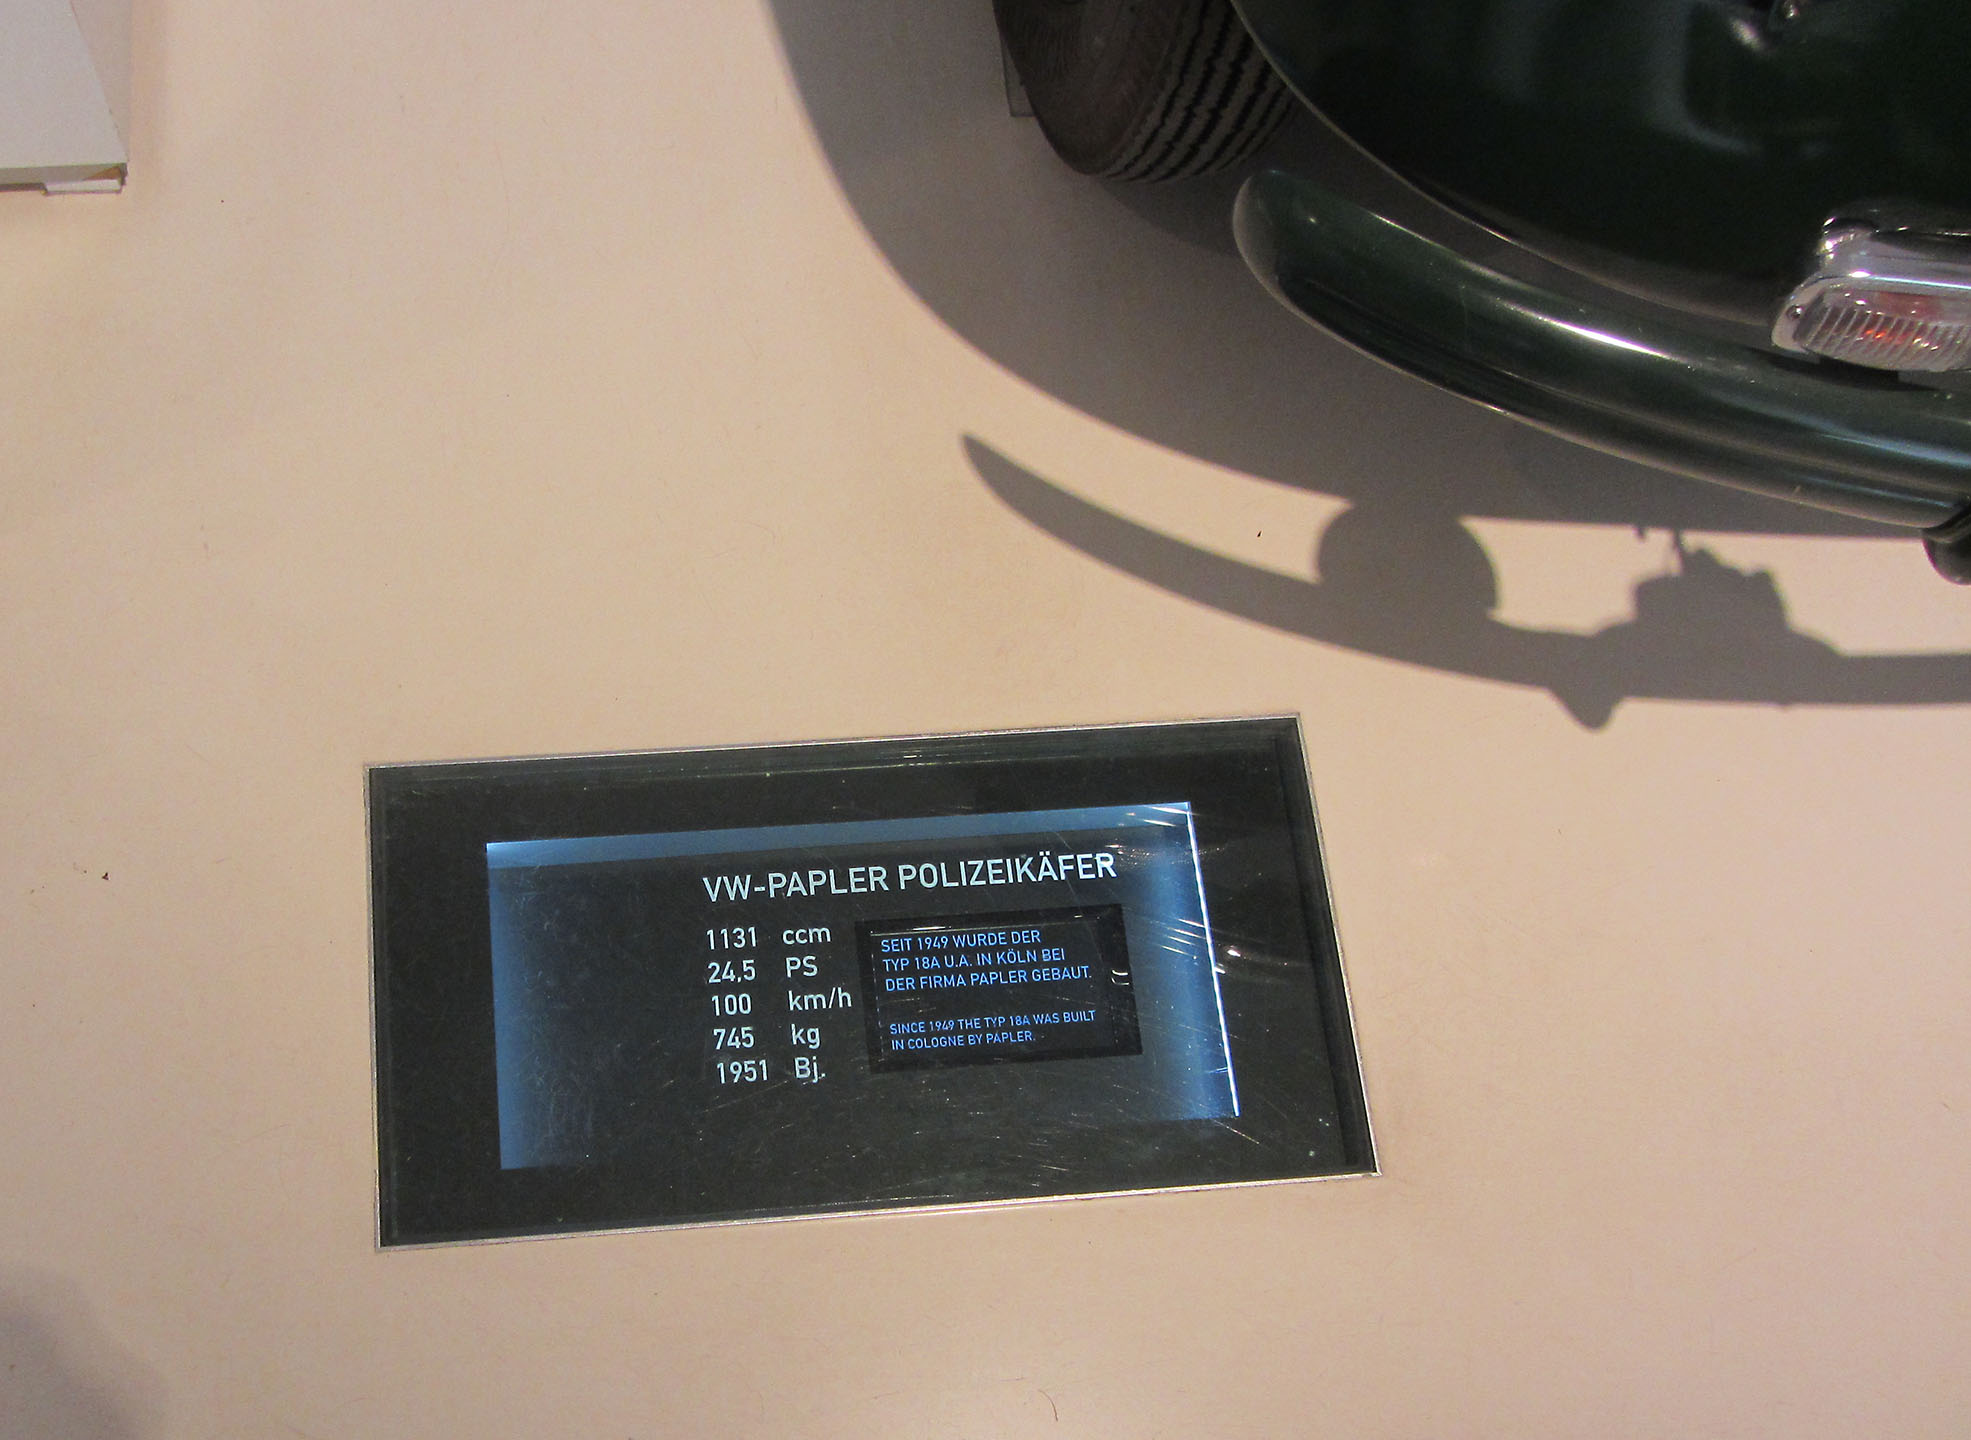 VW-PAPLER POLIZEIKÄFER
1131 ccm
24,5 PS
100 km/h
745 kg
1951 Bj.
SEIT 1949 WURDE DER
TYP 18A U.A. IN KÖLN BEI
DER FIRMA PAPLER GEBAUT.
SINCE 1949 THE TYP 18A WAS BUILT
IN COLOGNE BY PAPLER.